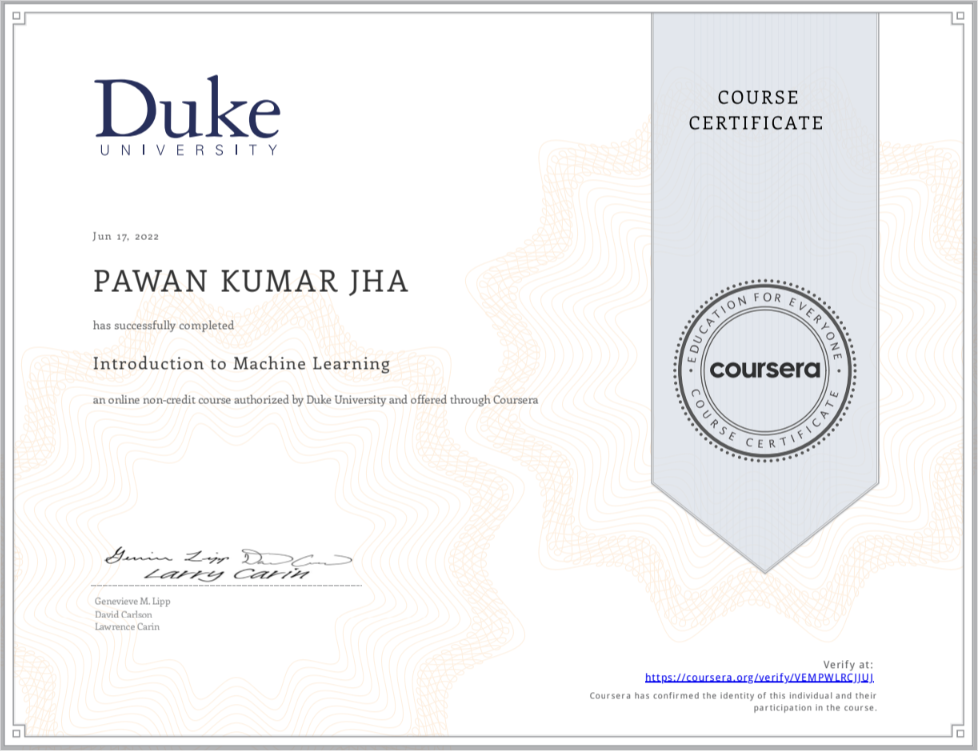 Duke
UNIVERSITY
COURSE
CERTIFICATE
Jun 17, 2022
PAWAN KUMAR JHA
has successfully completed
Introduction to Machine Learning
an online non-credit course authorized by Duke University and offered through Coursera
EDUCATION FOR EVERYONE
coursera
COURSE CERTIFICATE
Larry Carin
Genevieve M. Lipp
David Carlson
Lawrence Carin
Verify at:
https://coursera.org/verify/VEMPWLRCJJUJ
Coursera has confirmed the identity of this individual and their
participation in the course.